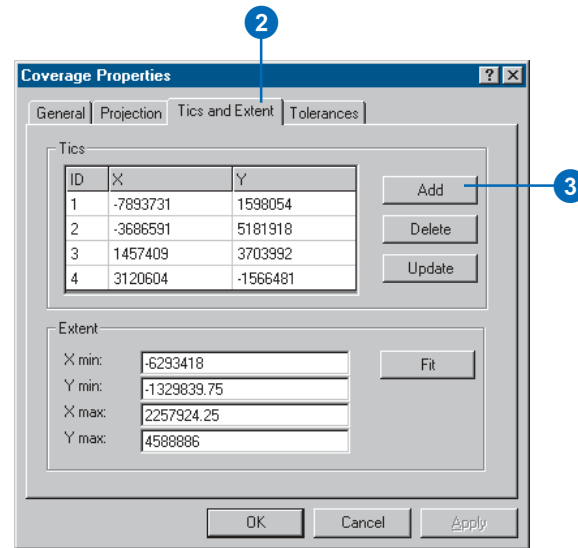 2
Coverage Properties ? X
General Projection Tics and Extent Tolerances
Tics
ID X Y
1 -7893731 1598054
2 -3686591 5181918
3 1457409 3703992
4 3120604 -1566481
Add
3
Delete
Update
Extent
X min: -6293418
Y min: -1329839.75
X max: 2257924.25
Y max: 4588886
Fit
OK Cancel Apply